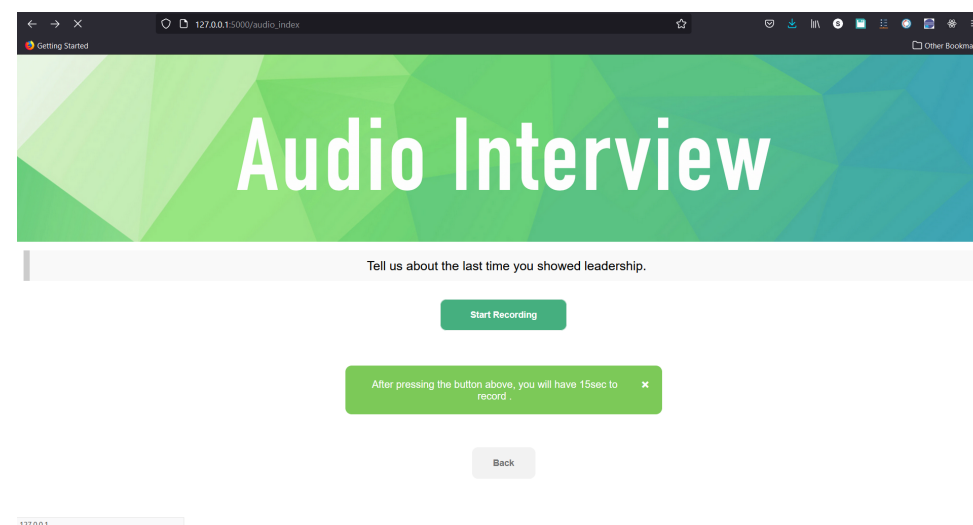 127.0.0.1:5000/audio_index
Getting Started
Other Bookma
Audio Interview
Tell us about the last time you showed leadership.
Start Recording
After pressing the button above, you will have 15sec to
record .
Back
127.0.0.1